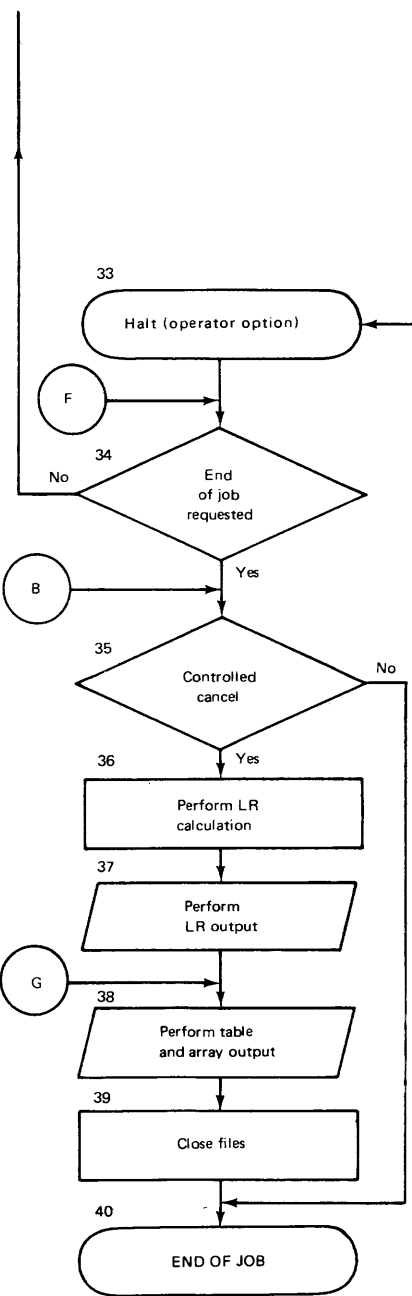 33
Halt (operator option)
F
34
No
End
of job
requested
Yes
B
35
Controlled
cancel
No
Yes
36
Perform LR
calculation
37
Perform
LR output
G
38
Perform table
and array output
39
Close files
40
END OF JOB